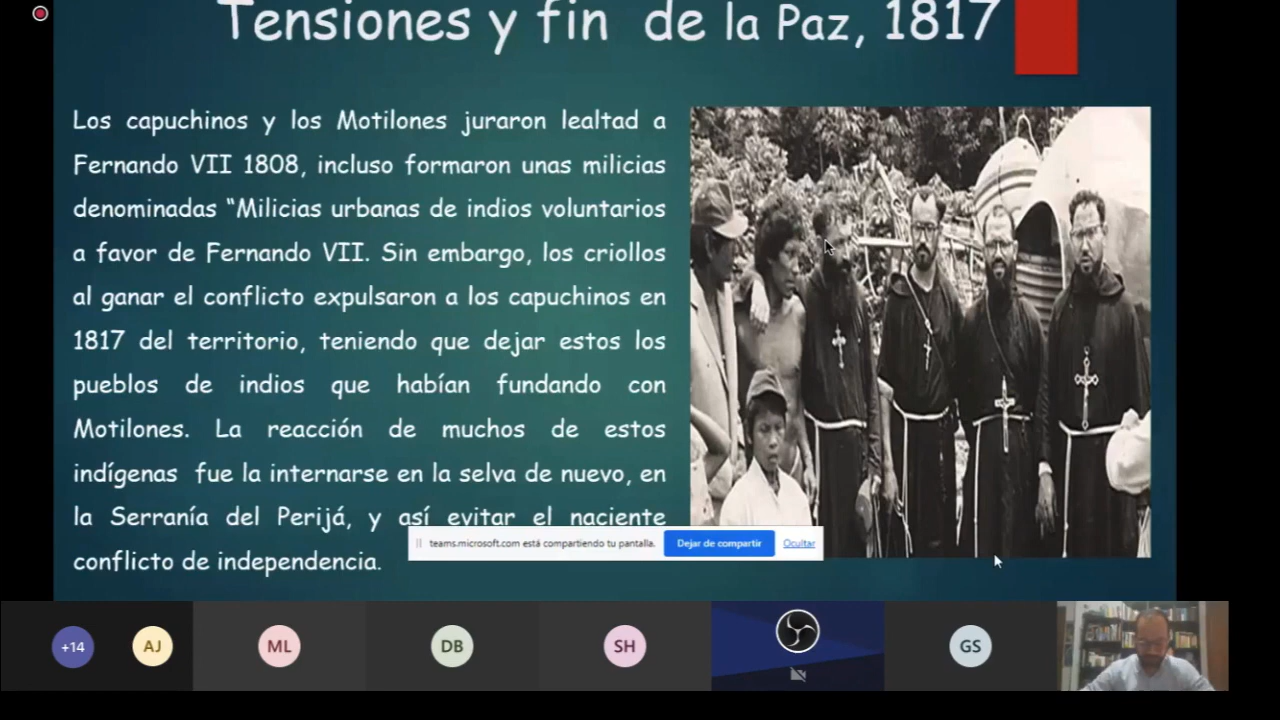 Tensiones y fin de la Paz, 1817
Los capuchinos y los Motilones juraron lealtad a
Fernando VII 1808, incluso formaron unas milicias
denominadas “Milicias urbanas de indios voluntarios
a favor de Fernando VII. Sin embargo, los criollos
al ganar el conflicto expulsaron a los capuchinos en
1817 del territorio, teniendo que dejar estos los
pueblos de indios que habían fundando con
Motilones. La reacción de muchos de estos
indígenas fue la internarse en la selva de nuevo, en
la Serranía del Perijá, y así evitar el naciente
conflicto de independencia.
teams.microsoft.com está compartiendo tu pantalla. Dejar de compartir Ocultar
+14 AJ ML DB SH GS